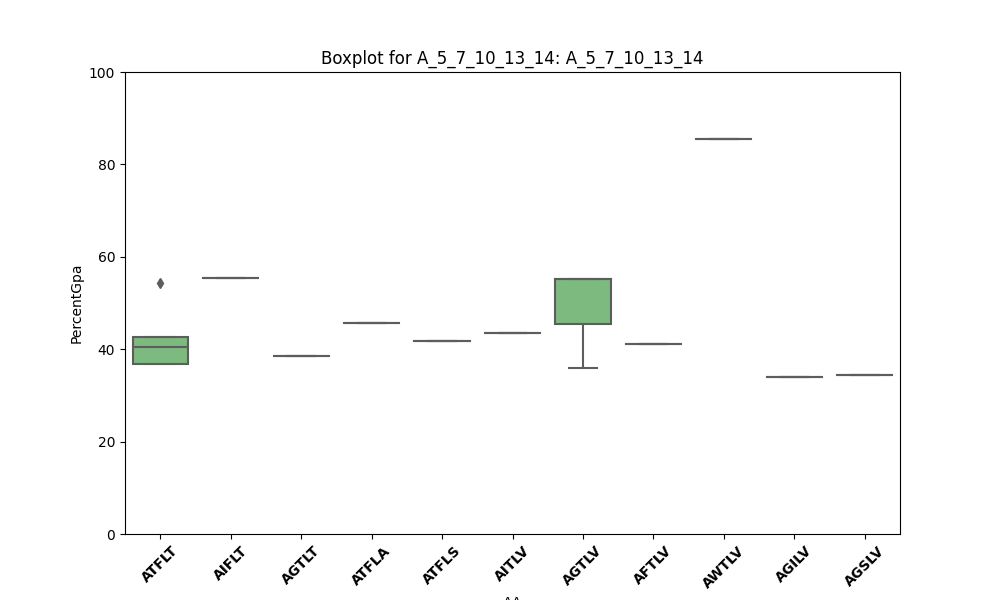 Boxplot for A_5_7_10_13_14: A_5_7_10_13_14
100
80
60
40
20
0
PercentGpa
ATFLT
AIFLT
AGTLT
ATFLA
ATFLS
AITLV
AGTLV
AFTLV
AWTLV
AGILV
AGSLV